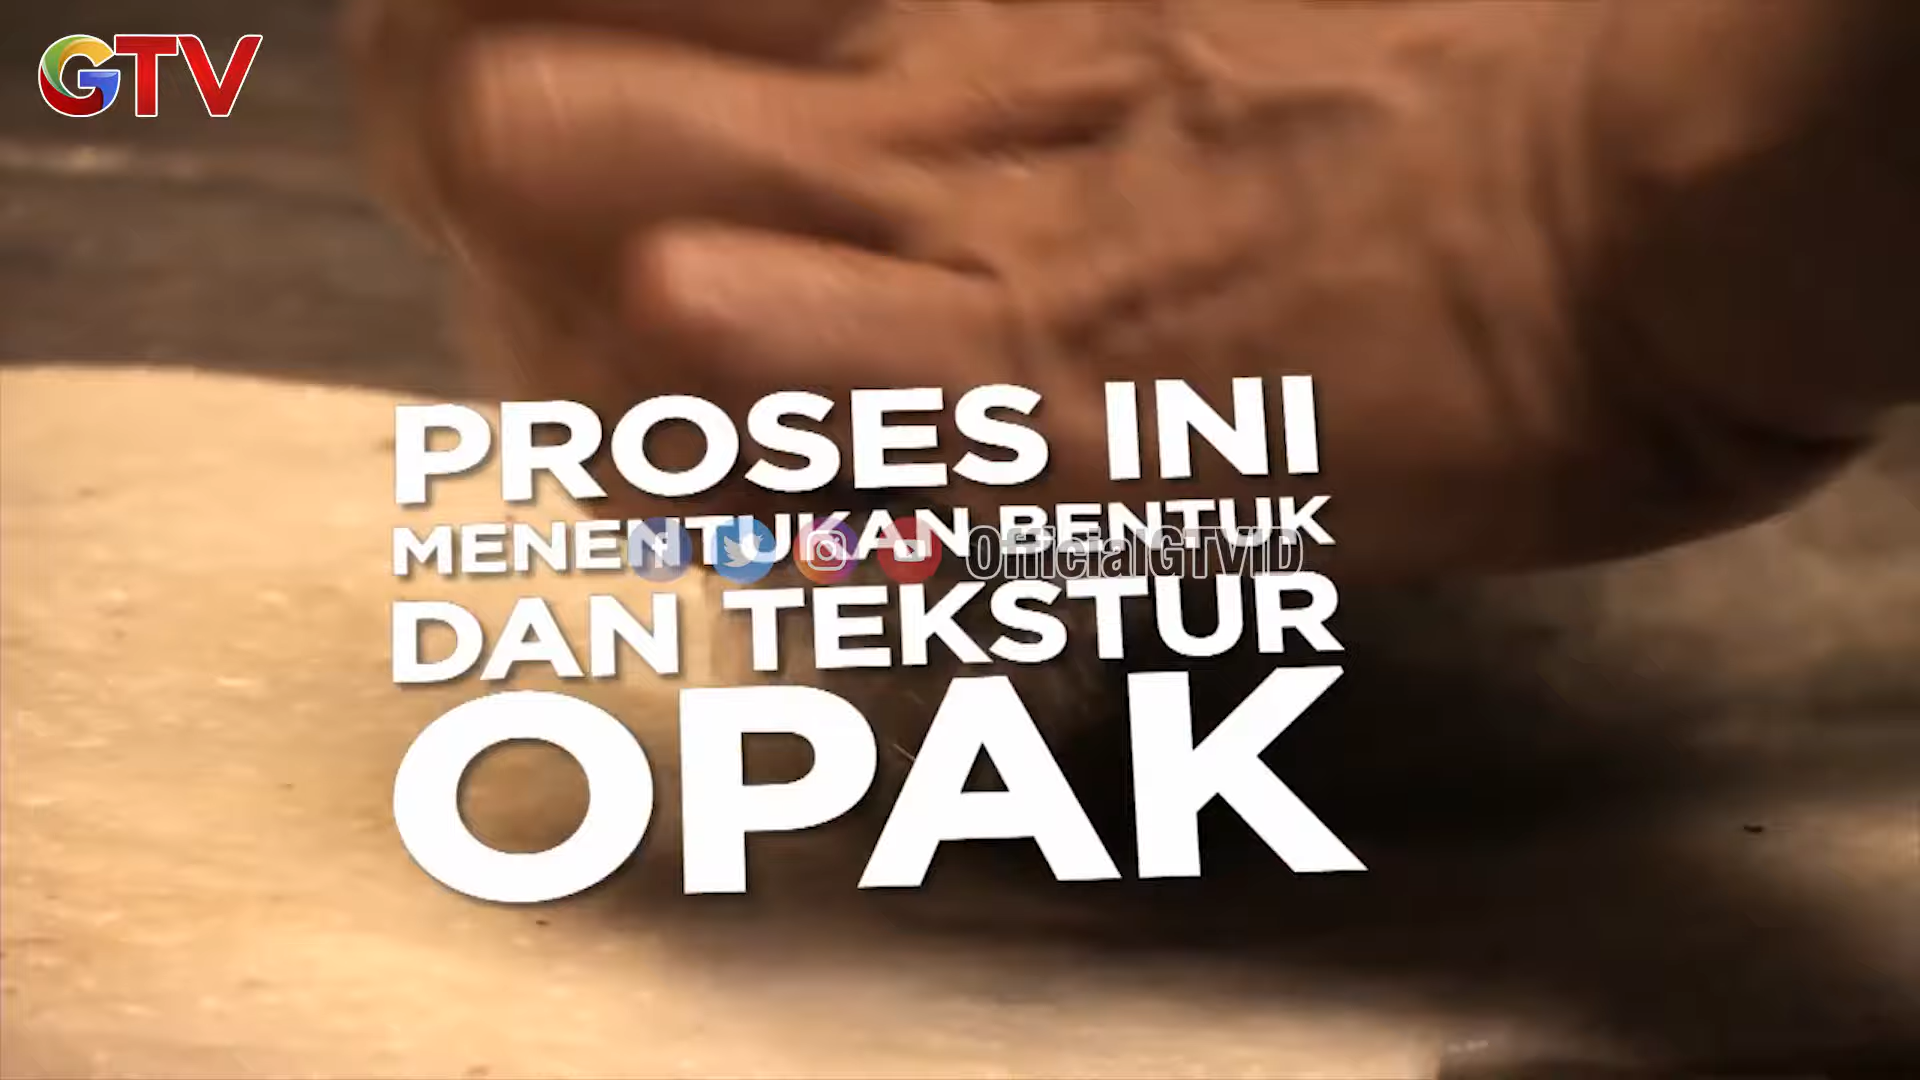 GTV
PROSES INI
MENENTUKAN BENTUK
OfficialGTVID
DAN TEKSTUR
OPAK